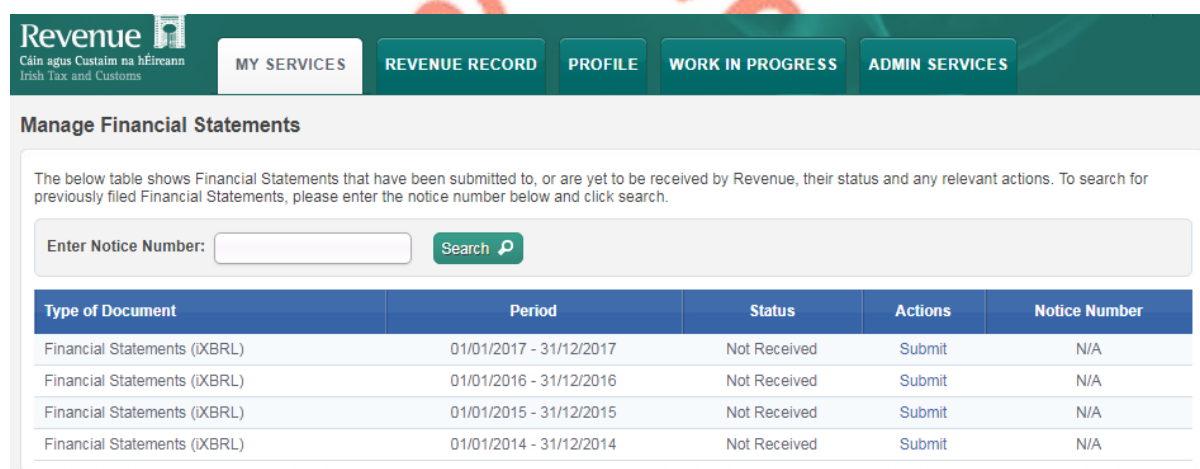 Revenue
Cáin agus Custaim na hÉireann
Irish Tax and Customs
MY SERVICES REVENUE RECORD PROFILE WORK IN PROGRESS ADMIN SERVICES
Manage Financial Statements
The below table shows Financial Statements that have been submitted to, or are yet to be received by Revenue, their status and any relevant actions. To search for
previously filed Financial Statements, please enter the notice number below and click search.
Enter Notice Number: Search
Type of Document Period Status Actions Notice Number
Financial Statements (iXBRL) 01/01/2017 - 31/12/2017 Not Received Submit N/A
Financial Statements (iXBRL) 01/01/2016 - 31/12/2016 Not Received Submit N/A
Financial Statements (iXBRL) 01/01/2015 - 31/12/2015 Not Received Submit N/A
Financial Statements (iXBRL) 01/01/2014 - 31/12/2014 Not Received Submit N/A